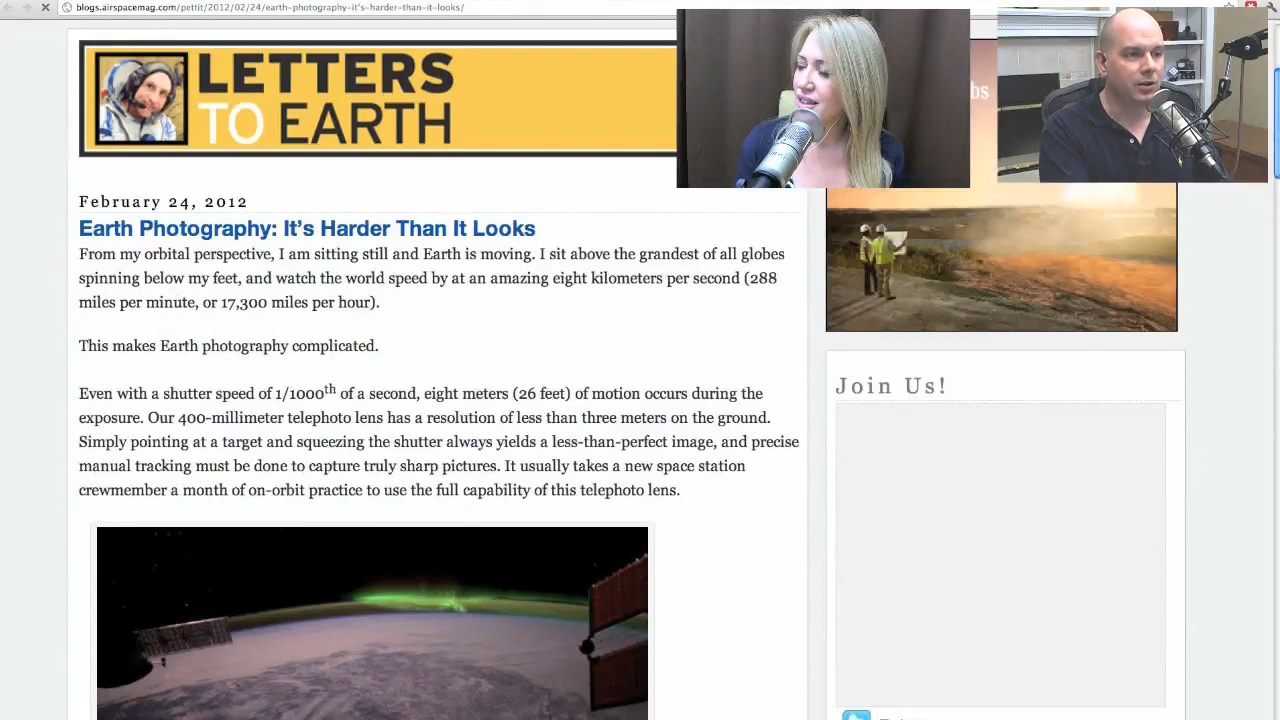 blogs.airspacemag.com/pettit/2012/02/24/earth-photography-it's-harder-than-it-looks/
LETTERS
TO EARTH
bs
February 24, 2012
Earth Photography: It’s Harder Than It Looks
From my orbital perspective, I am sitting still and Earth is moving. I sit above the grandest of all globes
spinning below my feet, and watch the world speed by at an amazing eight kilometers per second (288
miles per minute, or 17,300 miles per hour).
This makes Earth photography complicated.
Even with a shutter speed of 1/1000th of a second, eight meters (26 feet) of motion occurs during the
exposure. Our 400-millimeter telephoto lens has a resolution of less than three meters on the ground.
Simply pointing at a target and squeezing the shutter always yields a less-than-perfect image, and precise
manual tracking must be done to capture truly sharp pictures. It usually takes a new space station
crewmember a month of on-orbit practice to use the full capability of this telephoto lens.
Join Us!